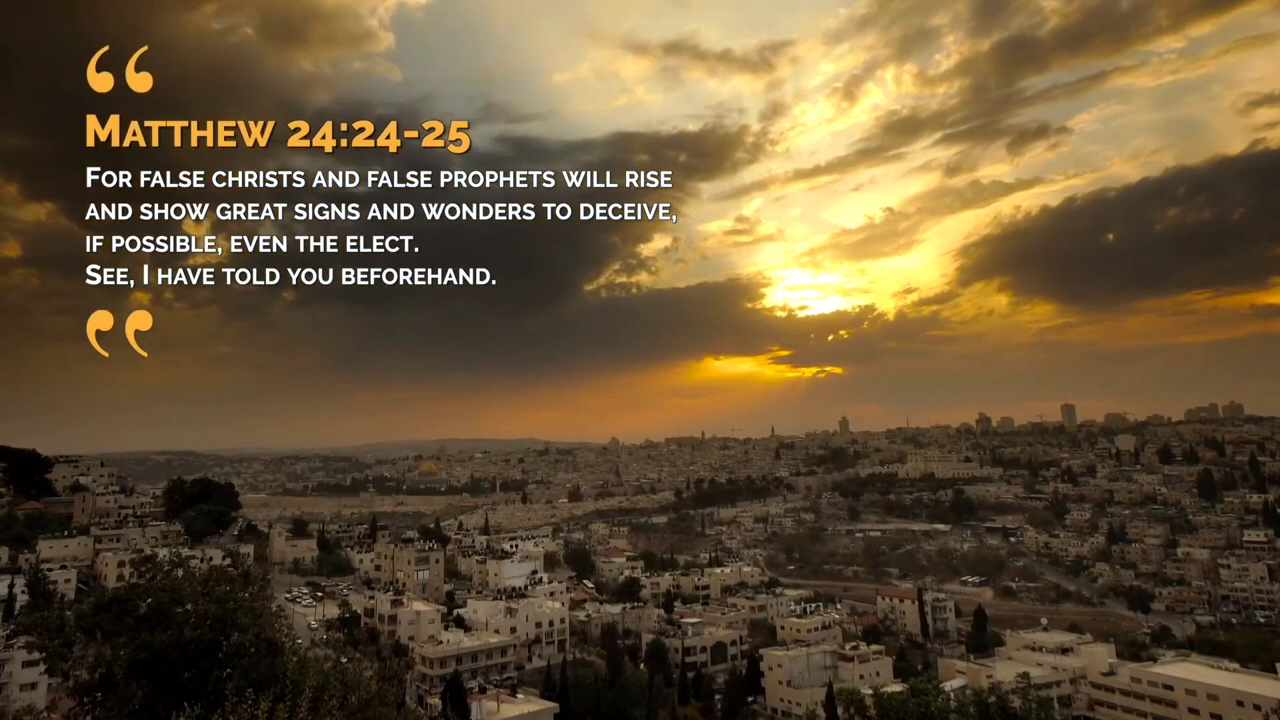 “
Matthew 24:24-25
For false christs and false prophets will rise
and show great signs and wonders to deceive,
if possible, even the elect.
See, I have told you beforehand.
”